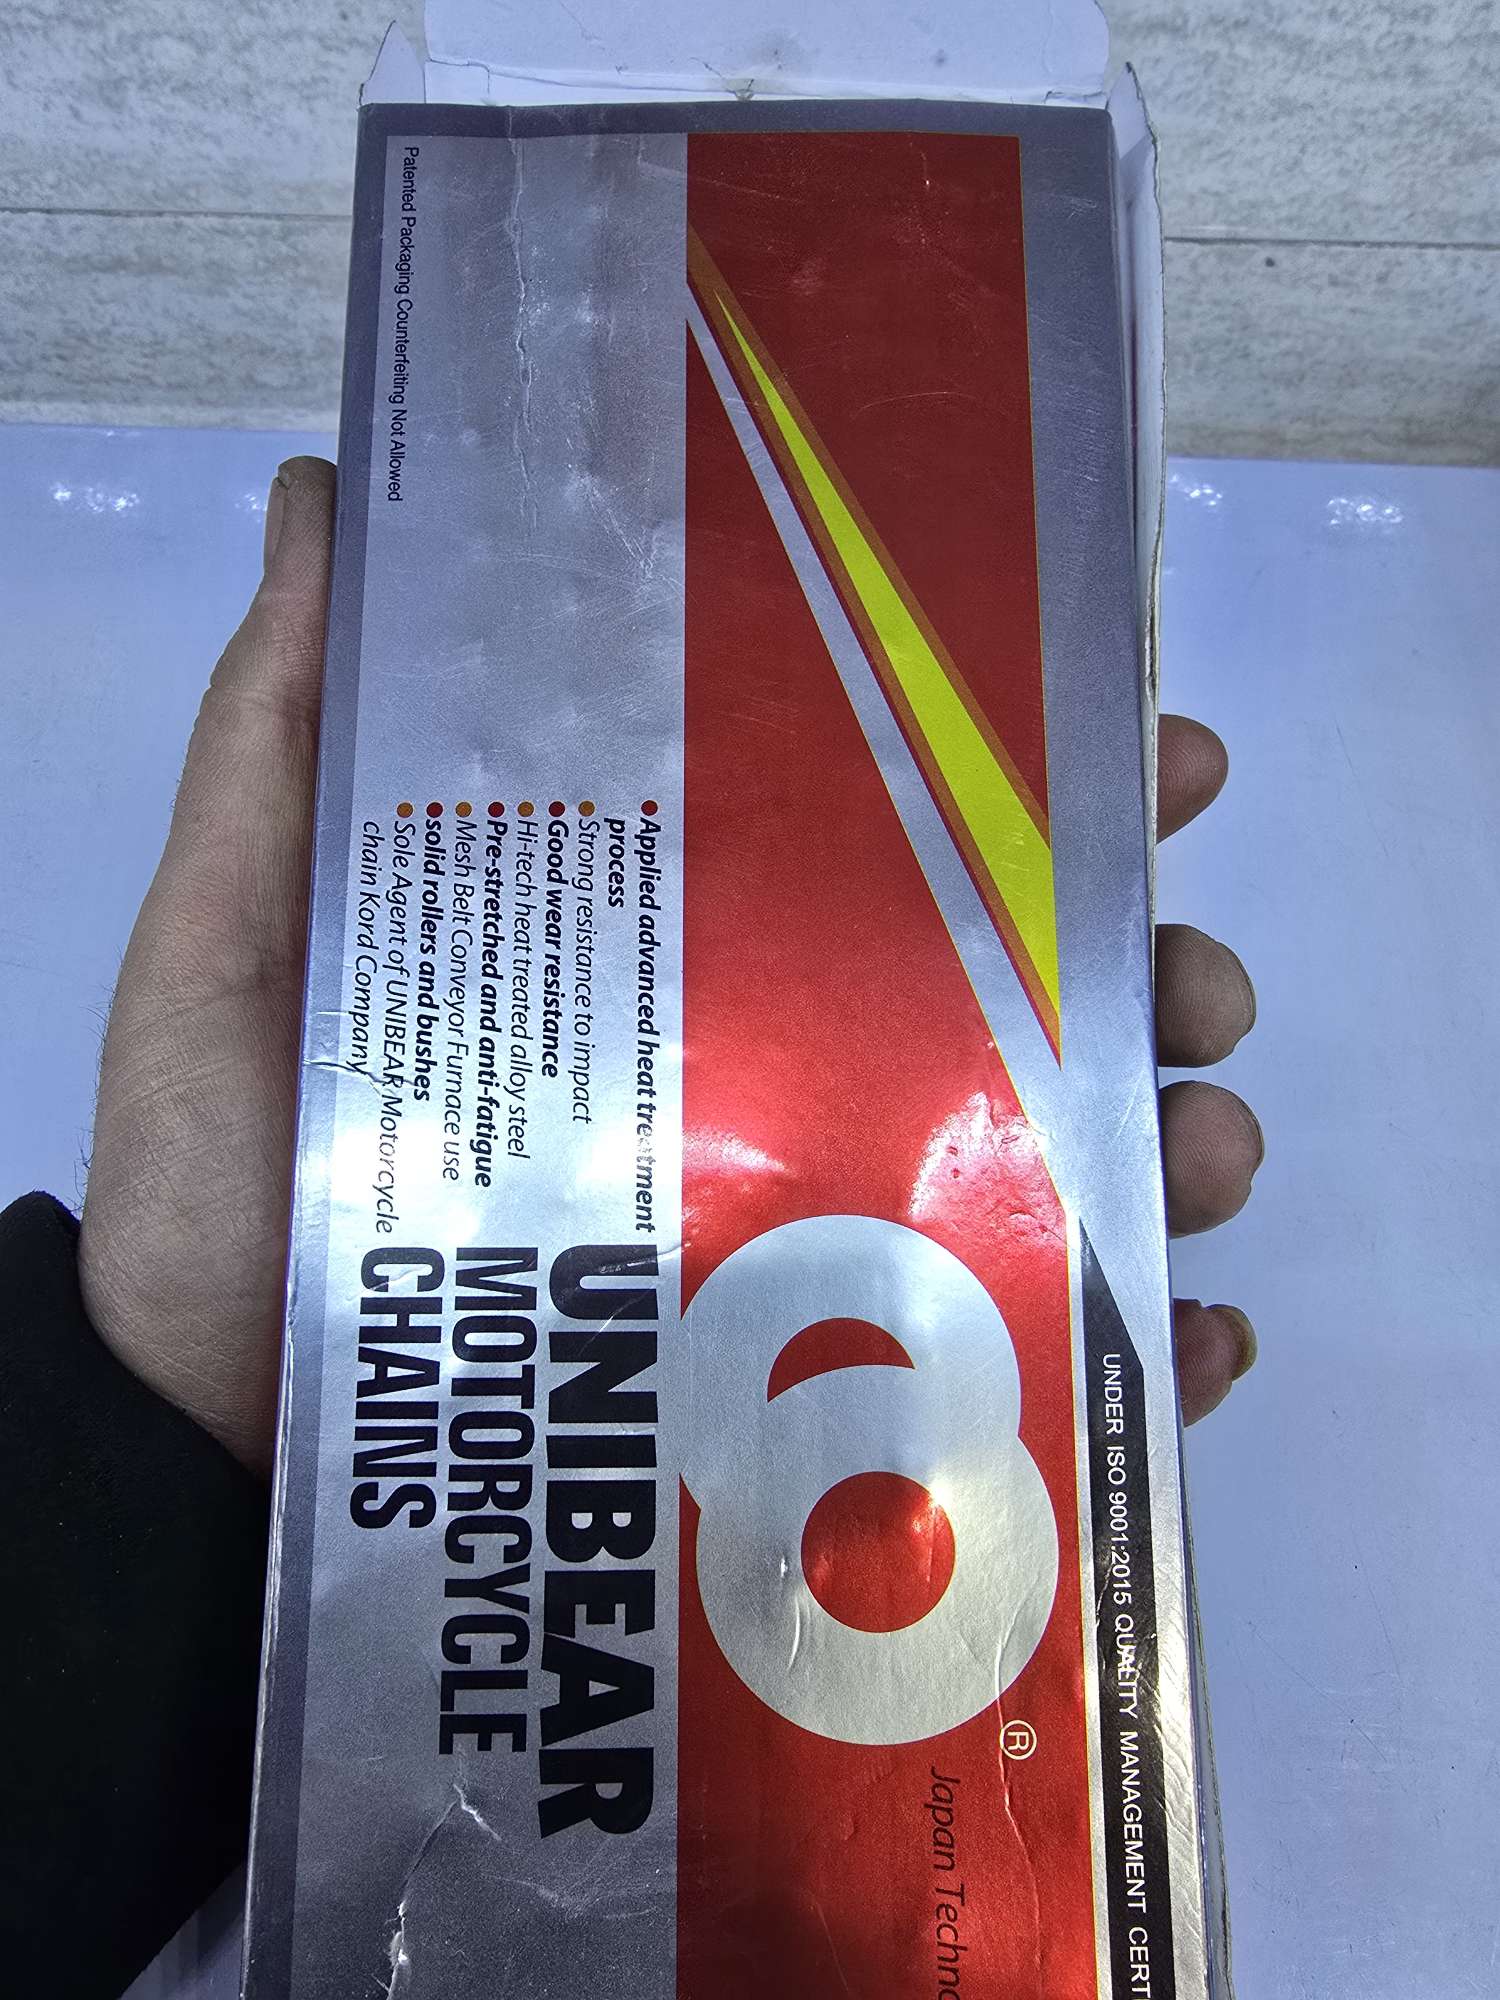 UNDER ISO 9001:2015 QUALITY MANAGEMENT
®
Japan
• Applied advanced heat treatment
process
• Strong resistance to impact
• Good wear resistance
• Hi-tech heat treated alloy steel
• Pre-stretched and anti-fatigue
• Mesh Belt Conveyor Furnace use
• solid rollers and bushes
• Sole Agent of UNIBEAR Motorcycle
chain Kord Company
UNIBEAR
MOTORCYCLE
CHAINS
Patented Packaging Counterfeiting Not Allowed